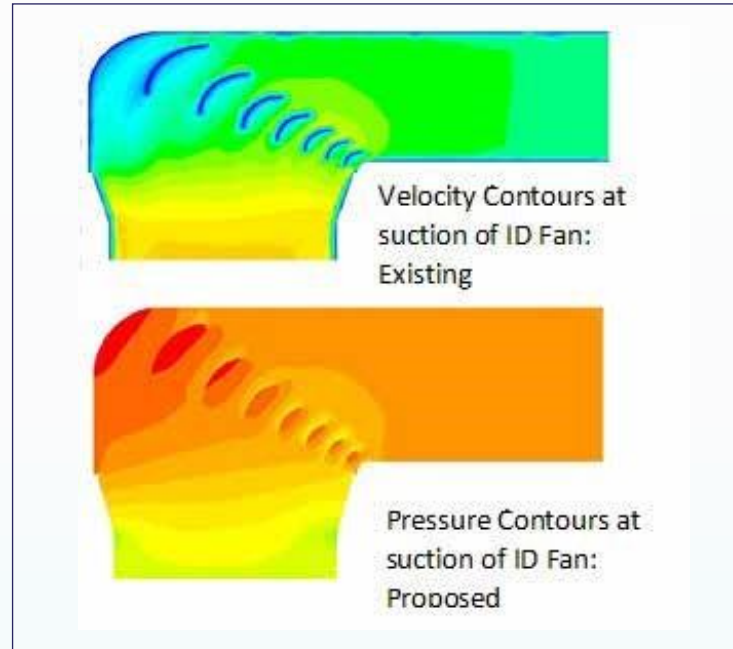 Velocity Contours at
suction of ID Fan:
Existing
Pressure Contours at
suction of ID Fan:
Proposed